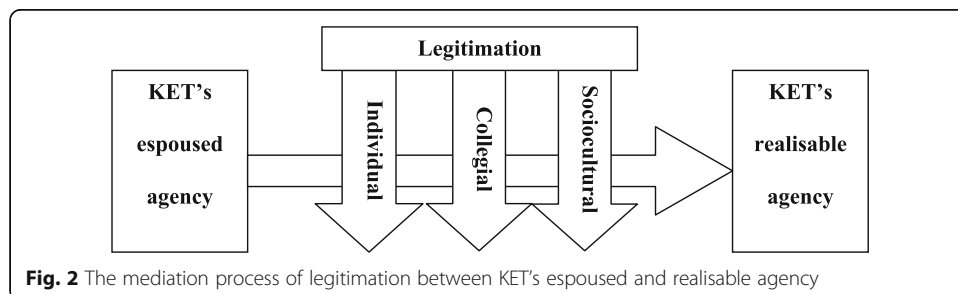 Legitimation
KET's
espoused
agency
Individual
Collegial
Sociocultural
KET's
realisable
agency
Fig. 2 The mediation process of legitimation between KET's espoused and realisable agency